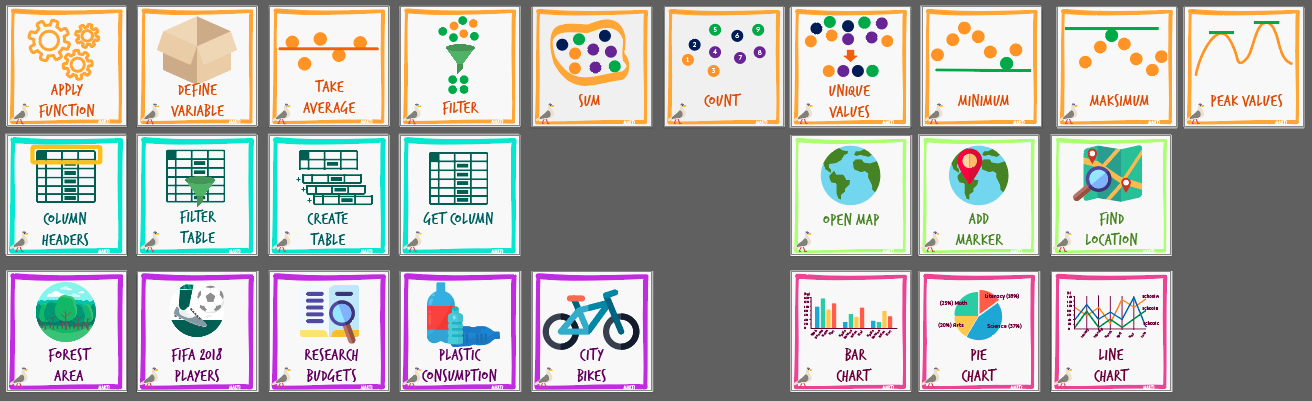 APPLY
FUNCTION
DEFINE
VARIABLE
TAKE
AVERAGE
FILTER
SUM
COUNT
1
2
3
4
5
6
7
8
9
UNIQUE
VALUES
MINIMUM
MAKSIMUM
PEAK VALUES
COLUMN
HEADERS
FILTER
TABLE
CREATE
TABLE
GET COLUMN
OPEN MAP
ADD
MARKER
FIND
LOCATION
FOREST
AREA
FIFA 2018
PLAYERS
RESEARCH
BUDGETS
PLASTIC
CONSUMPTION
CITY
BIKES
BAR
CHART
(25%) Math
Literacy (18%)
(20%) Arts
Science (37%)
PIE
CHART
LINE
CHART